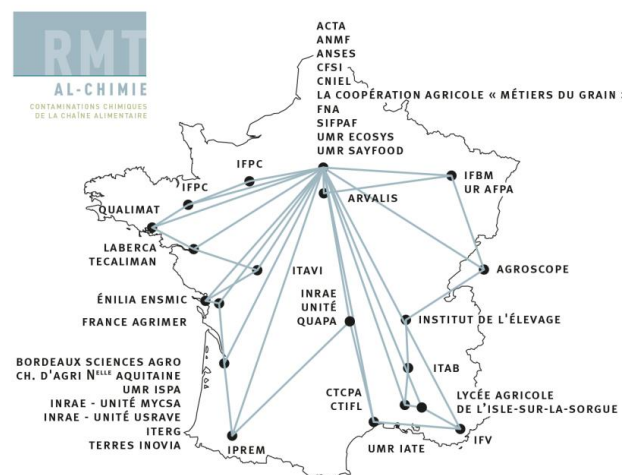 RMT
AL-CHIMIE
CONTAMINATIONS CHIMIQUES
DE LA CHAÎNE ALIMENTAIRE
ACTA
ANMF
ANSES
CFSI
CNIEL
LA COOPÉRATION AGRICOLE « MÉTIERS DU GRAIN »
FNA
SIFPAF
UMR ECOSYS
UMR SAYFOOD
IFPC
IFPC
QUALIMAT
ARVALIS
IFBM
UR AFPA
LABERCA
TECALIMAN
ITAVI
AGROSCOPE
ÉNILIA ENSMIC
FRANCE AGRIMER
INRAE
UNITÉ
QUAPA
INSTITUT DE L'ÉLEVAGE
BORDEAUX SCIENCES AGRO
CH. D'AGRI NELLE AQUITAINE
UMR ISPA
INRAE - UNITÉ MYCSA
INRAE - UNITÉ USRAVE
ITERG
TERRES INOVIA
IPREM
ITAB
CTCPA
CTIFL
LYCÉE AGRICOLE
DE L'ISLE-SUR-LA-SORGUE
UMR IATE
IFV